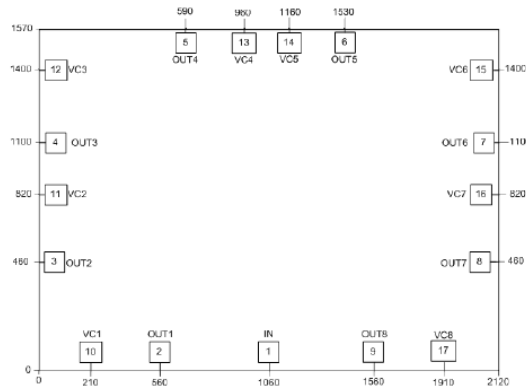 590 960 1160 1530
1570
5 13 14 6
OUT4 VC4 VC5 OUT5
1400 12 VC3 VC6 15 1400
1100 4 OUT3 OUT6 7 110
820 11 VC2 VC7 16 820
460 3 OUT2 OUT7 8 460
VC1 OUT1 IN OUT8 VC8
10 2 1 9 17
0
0 210 560 1060 1560 1910 2120